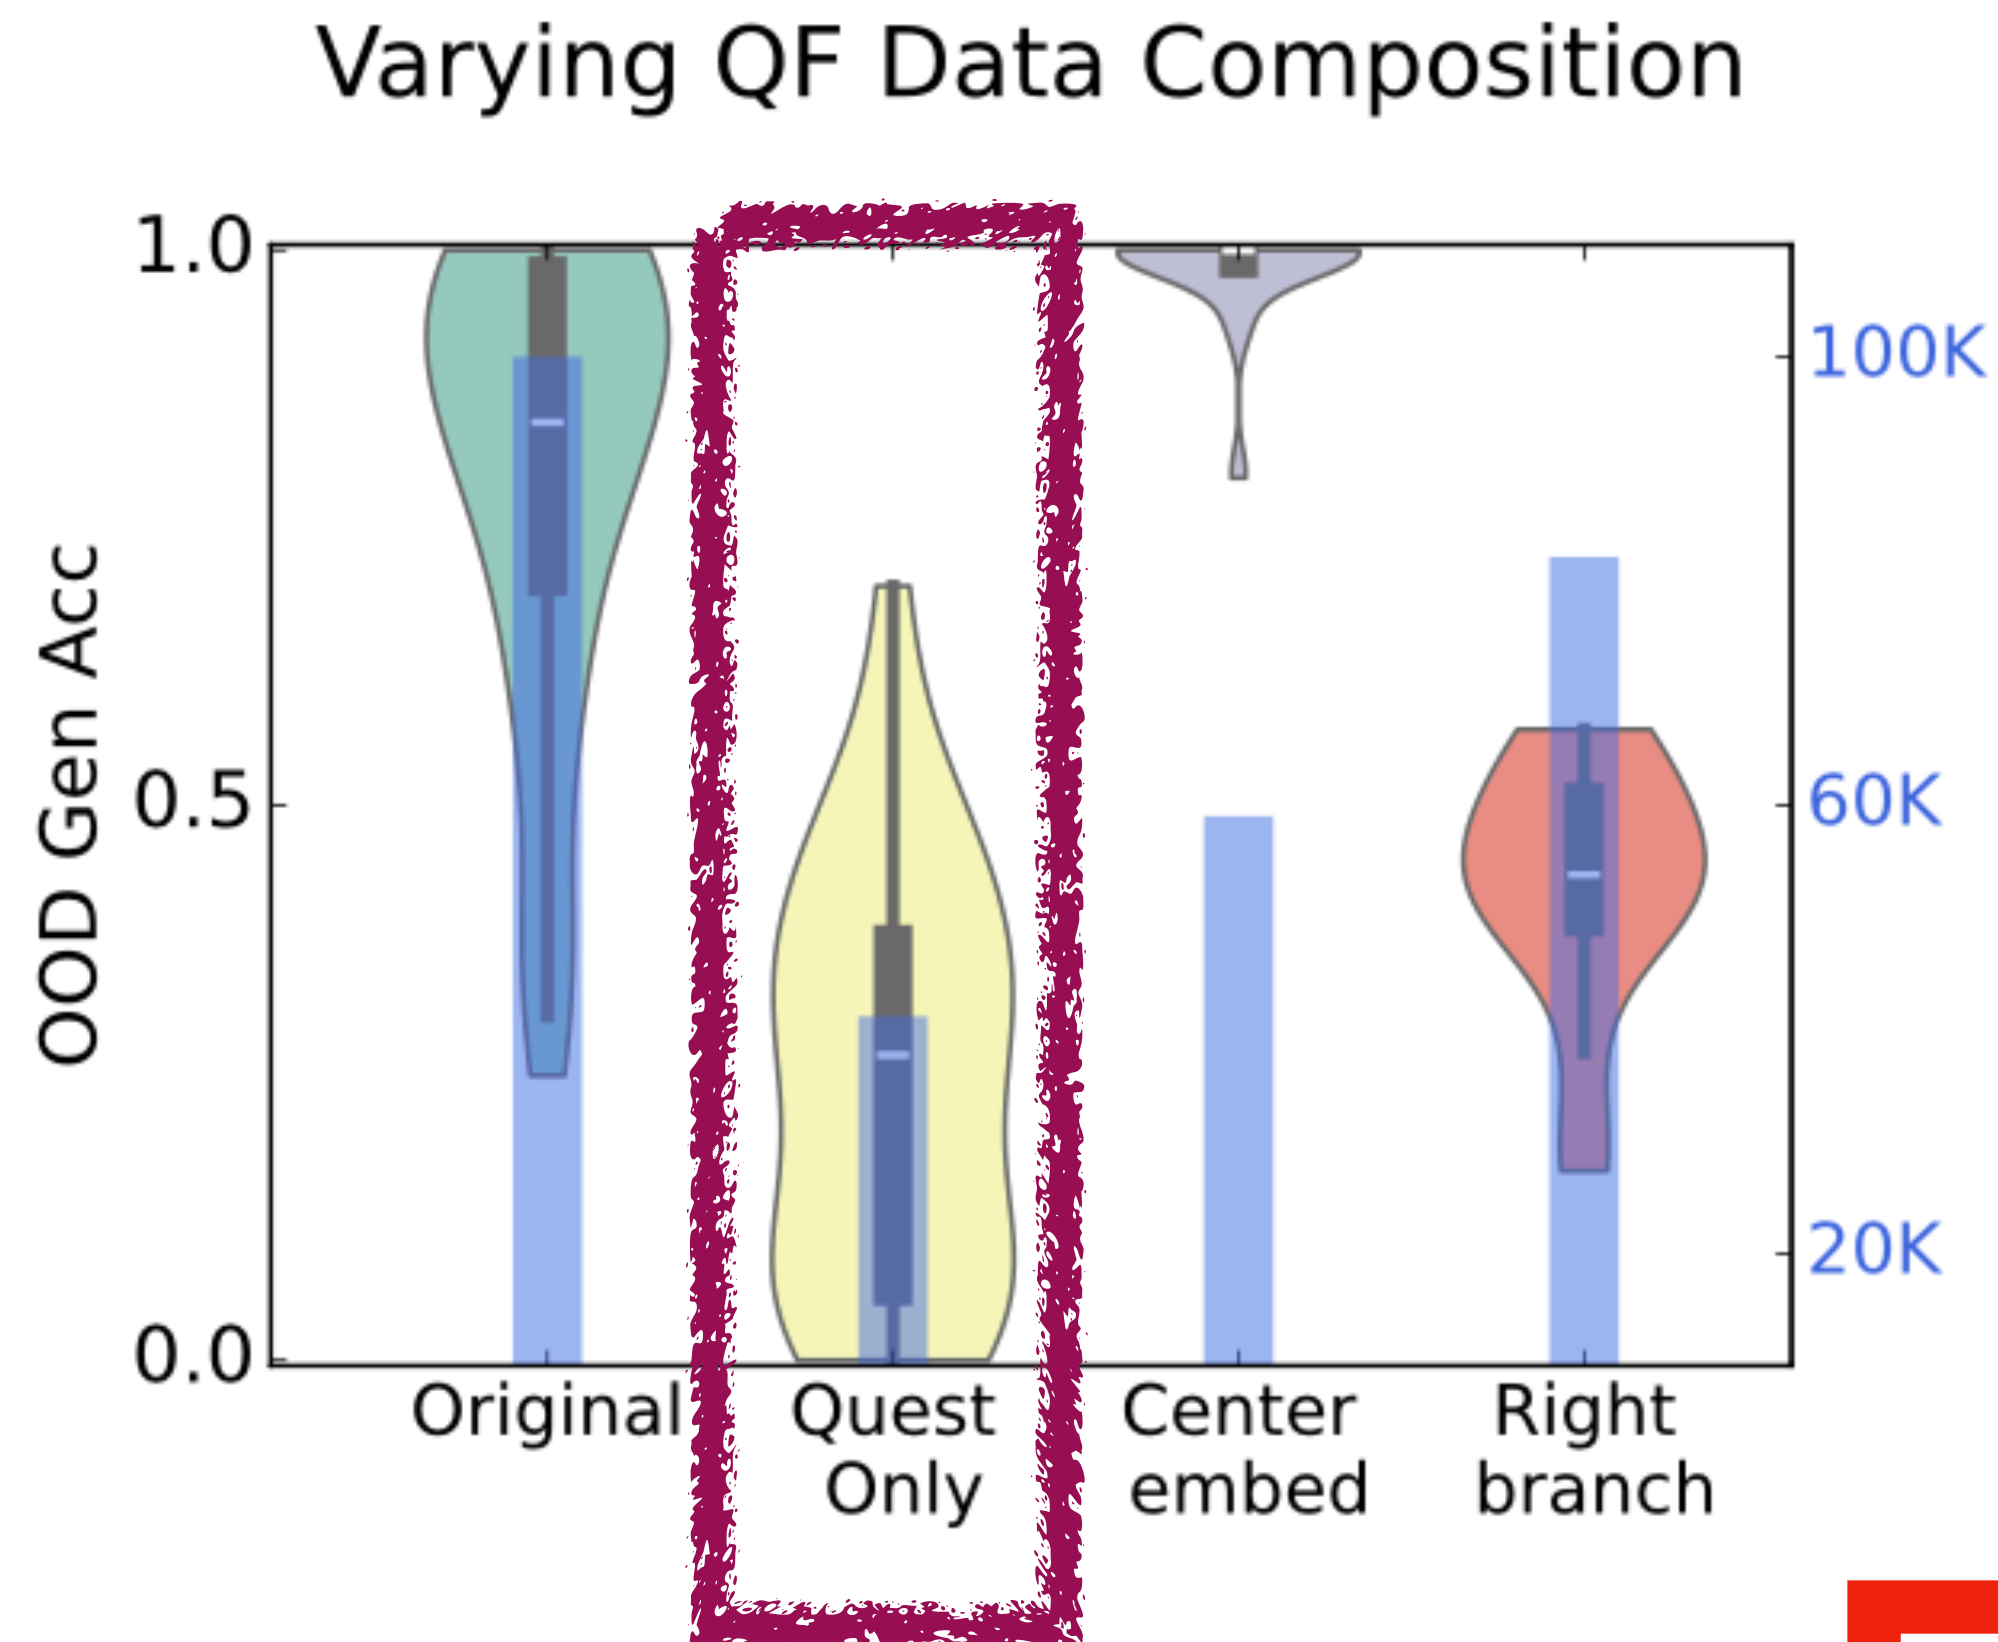 Varying QF Data Composition
OOD Gen Acc
1.0
0.5
0.0
100K
60K
20K
Original
Quest
Only
Center
embed
Right
branch